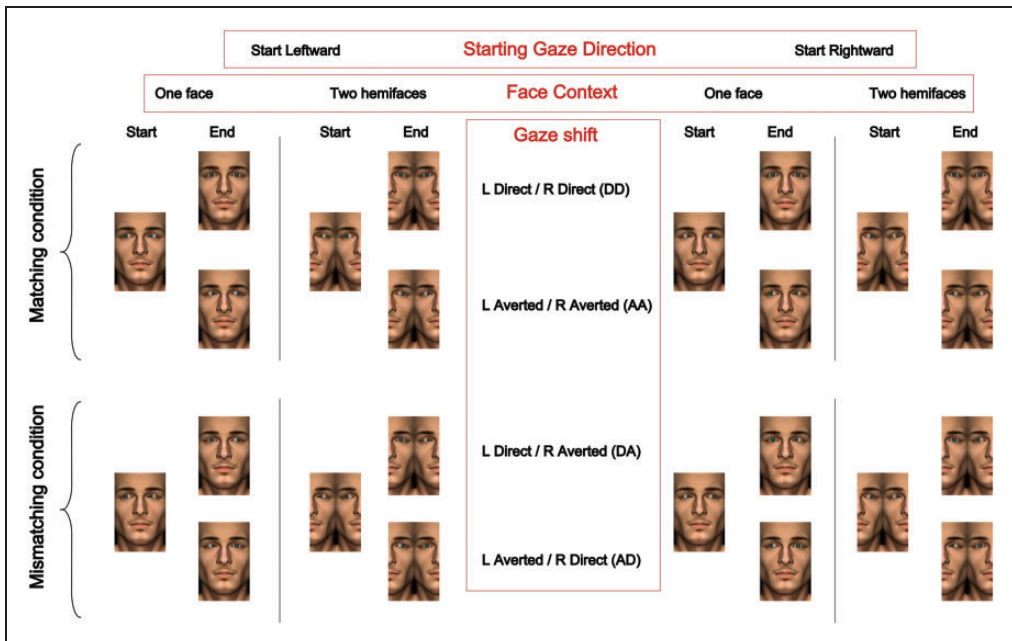 Starting Gaze Direction
Start Leftward
Start Rightward
Face Context
One face
Two hemifaces
One face
Two hemifaces
Gaze shift
Start
End
Start
End
Start
End
Start
End
Matching condition
L Direct / R Direct (DD)
L Averted / R Averted (AA)
Mismatching condition
L Direct / R Averted (DA)
L Averted / R Direct (AD)